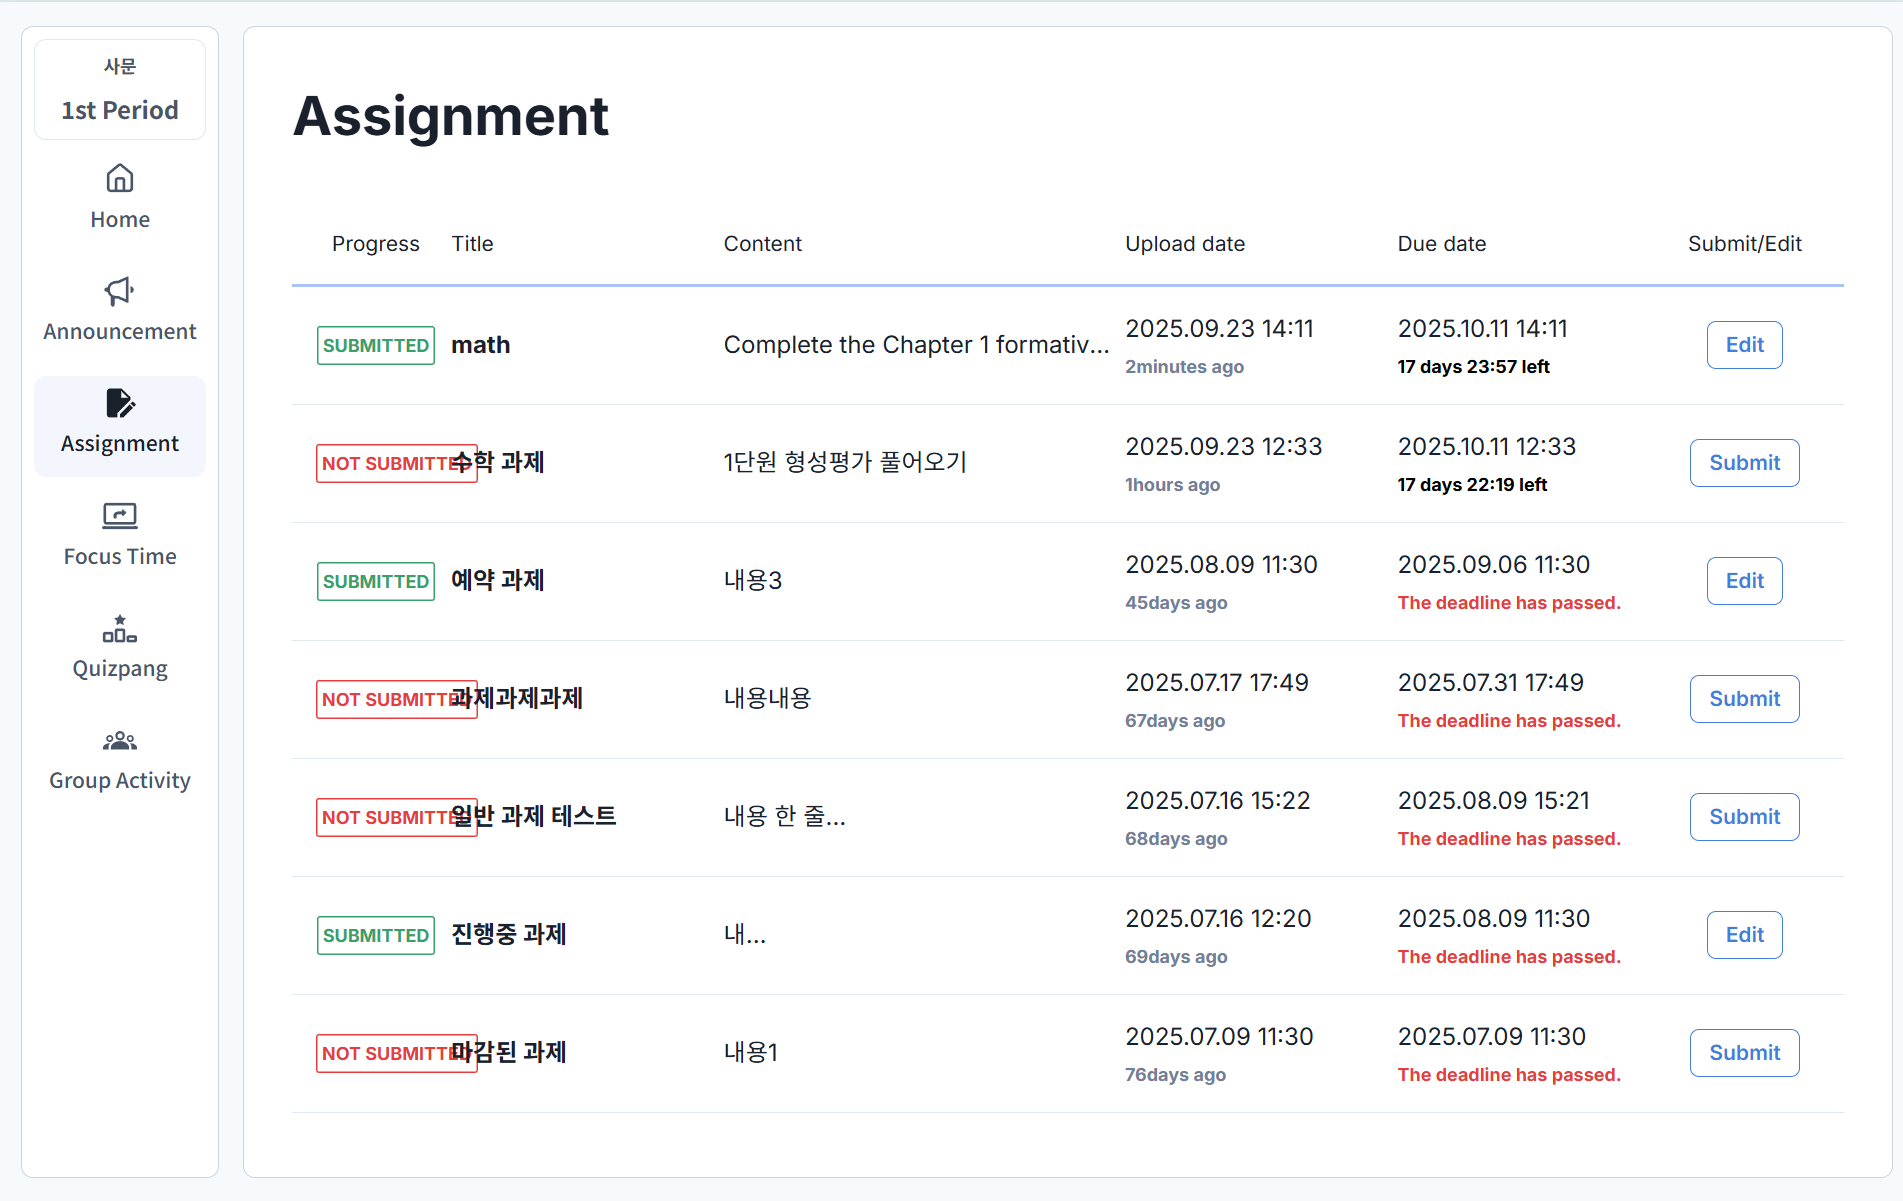 사문
1st Period
Home
Announcement
Assignment
Focus Time
Quizpang
Group Activity
Assignment
Progress Title Content Upload date Due date Submit/Edit
SUBMITTED math Complete the Chapter 1 formativ... 2025.09.23 14:11 2025.10.11 14:11 Edit
2minutes ago 17 days 23:57 left
NOT SUBMITTED 수학 과제 1단원 형성평가 풀어오기 2025.09.23 12:33 2025.10.11 12:33 Submit
1hours ago 17 days 22:19 left
SUBMITTED 예약 과제 내용3 2025.08.09 11:30 2025.09.06 11:30 Edit
45days ago The deadline has passed.
NOT SUBMITTED 과제과제과제 내용내용 2025.07.17 17:49 2025.07.31 17:49 Submit
67days ago The deadline has passed.
NOT SUBMITTED 일반 과제 테스트 내용 한 줄... 2025.07.16 15:22 2025.08.09 15:21 Submit
68days ago The deadline has passed.
SUBMITTED 진행중 과제 내... 2025.07.16 12:20 2025.08.09 11:30 Edit
69days ago The deadline has passed.
NOT SUBMITTED 마감된 과제 내용1 2025.07.09 11:30 2025.07.09 11:30 Submit
76days ago The deadline has passed.